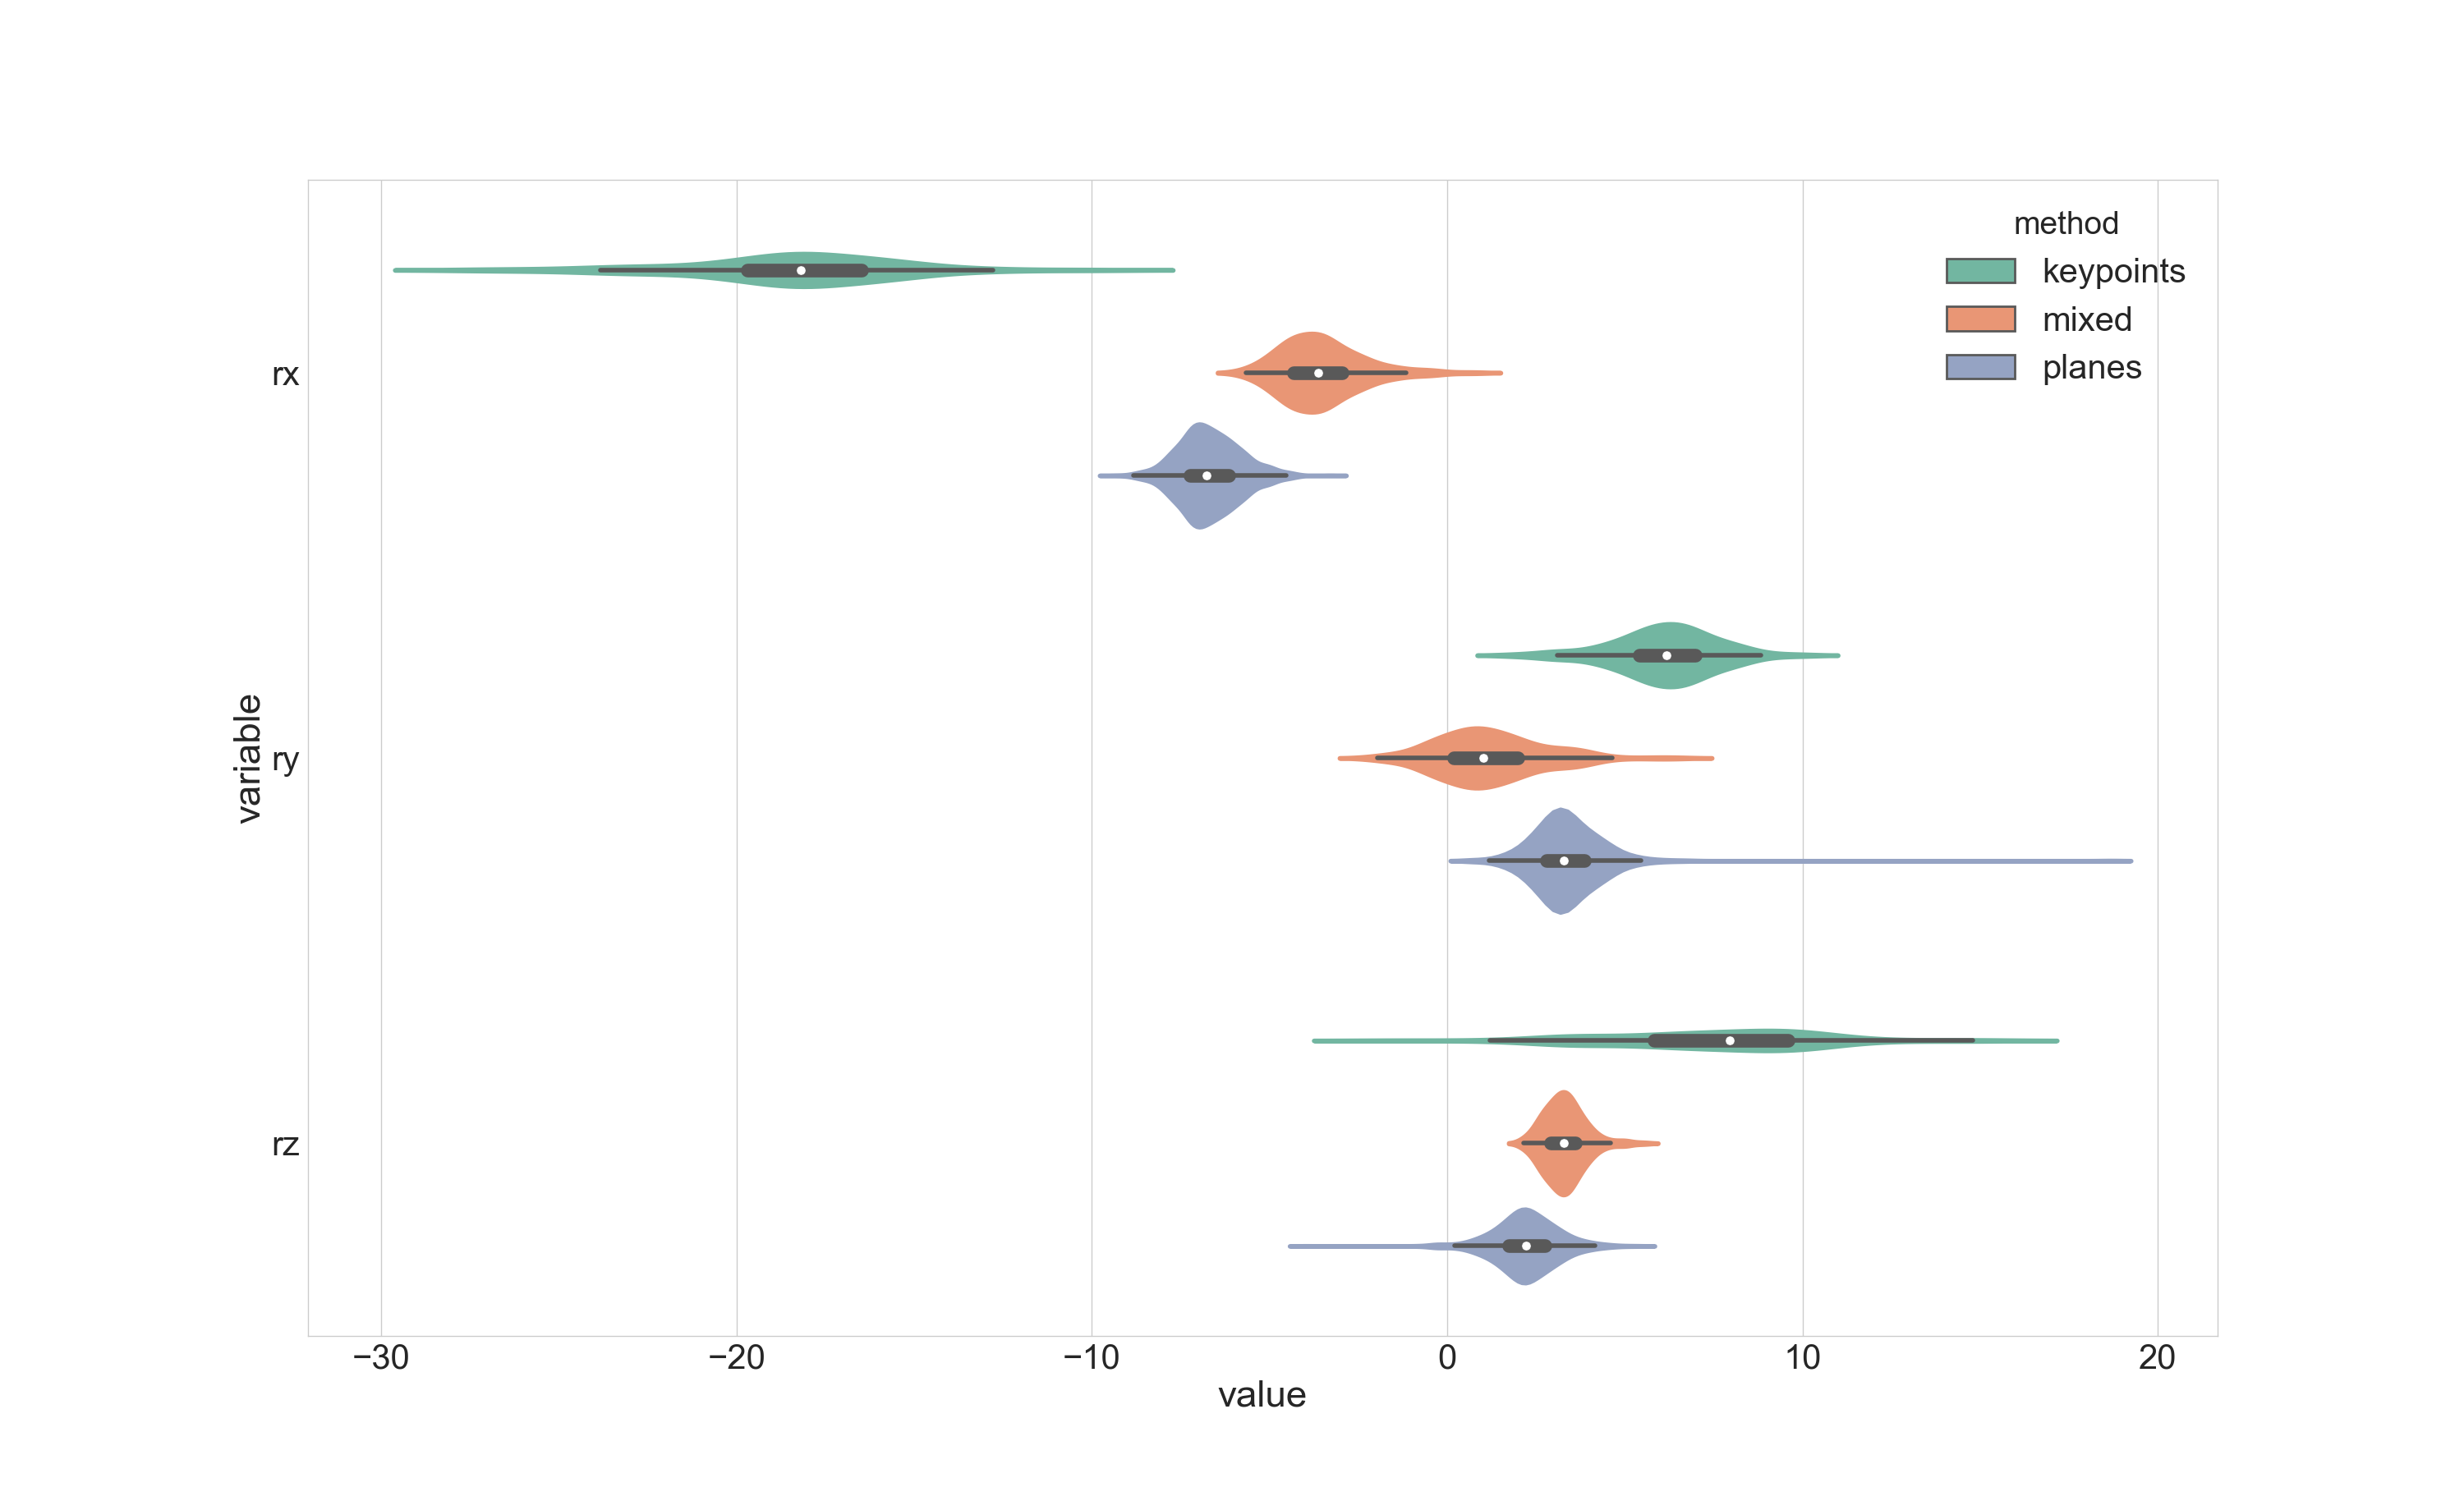 method
keypoints
mixed
planes
rx
ry
rz
variable
−30 −20 −10 0 10 20
value